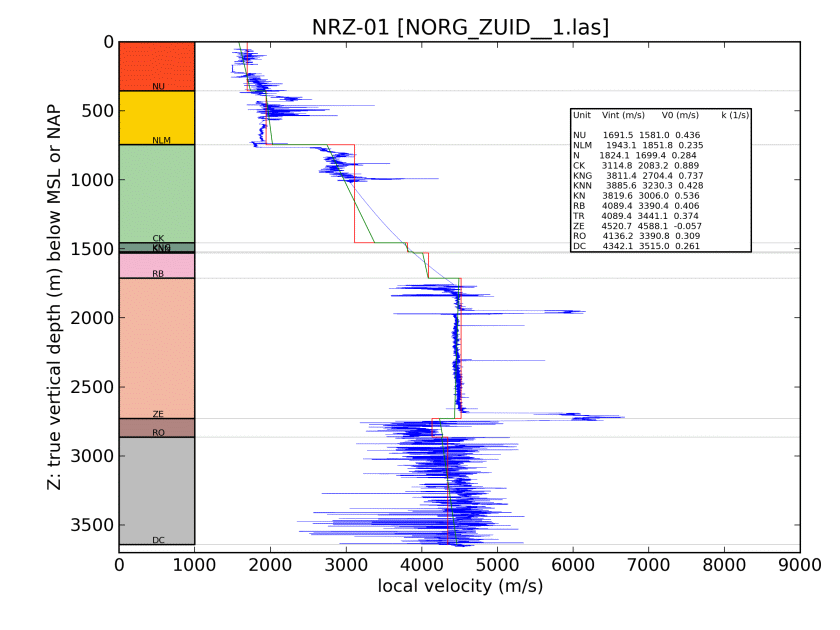 NRZ-01 [NORG_ZUID__1.las]
Z: true vertical depth (m) below MSL or NAP
0
500
1000
1500
2000
2500
3000
3500
NU
NLM
CK
KNN
RB
ZE
RO
DC
Unit Vint (m/s) V0 (m/s) k (1/s)
NU 1691.5 1581.0 0.436
NLM 1943.1 1851.8 0.235
N 1824.1 1699.4 0.284
CK 3114.8 2083.2 0.889
KNG 3811.4 2704.4 0.737
KNN 3885.6 3230.3 0.428
KN 3819.6 3006.0 0.536
RB 4089.4 3390.4 0.406
TR 4089.4 3441.1 0.374
ZE 4520.7 4588.1 -0.057
RO 4136.2 3390.8 0.309
DC 4342.1 3515.0 0.261
0 1000 2000 3000 4000 5000 6000 7000 8000 9000
local velocity (m/s)